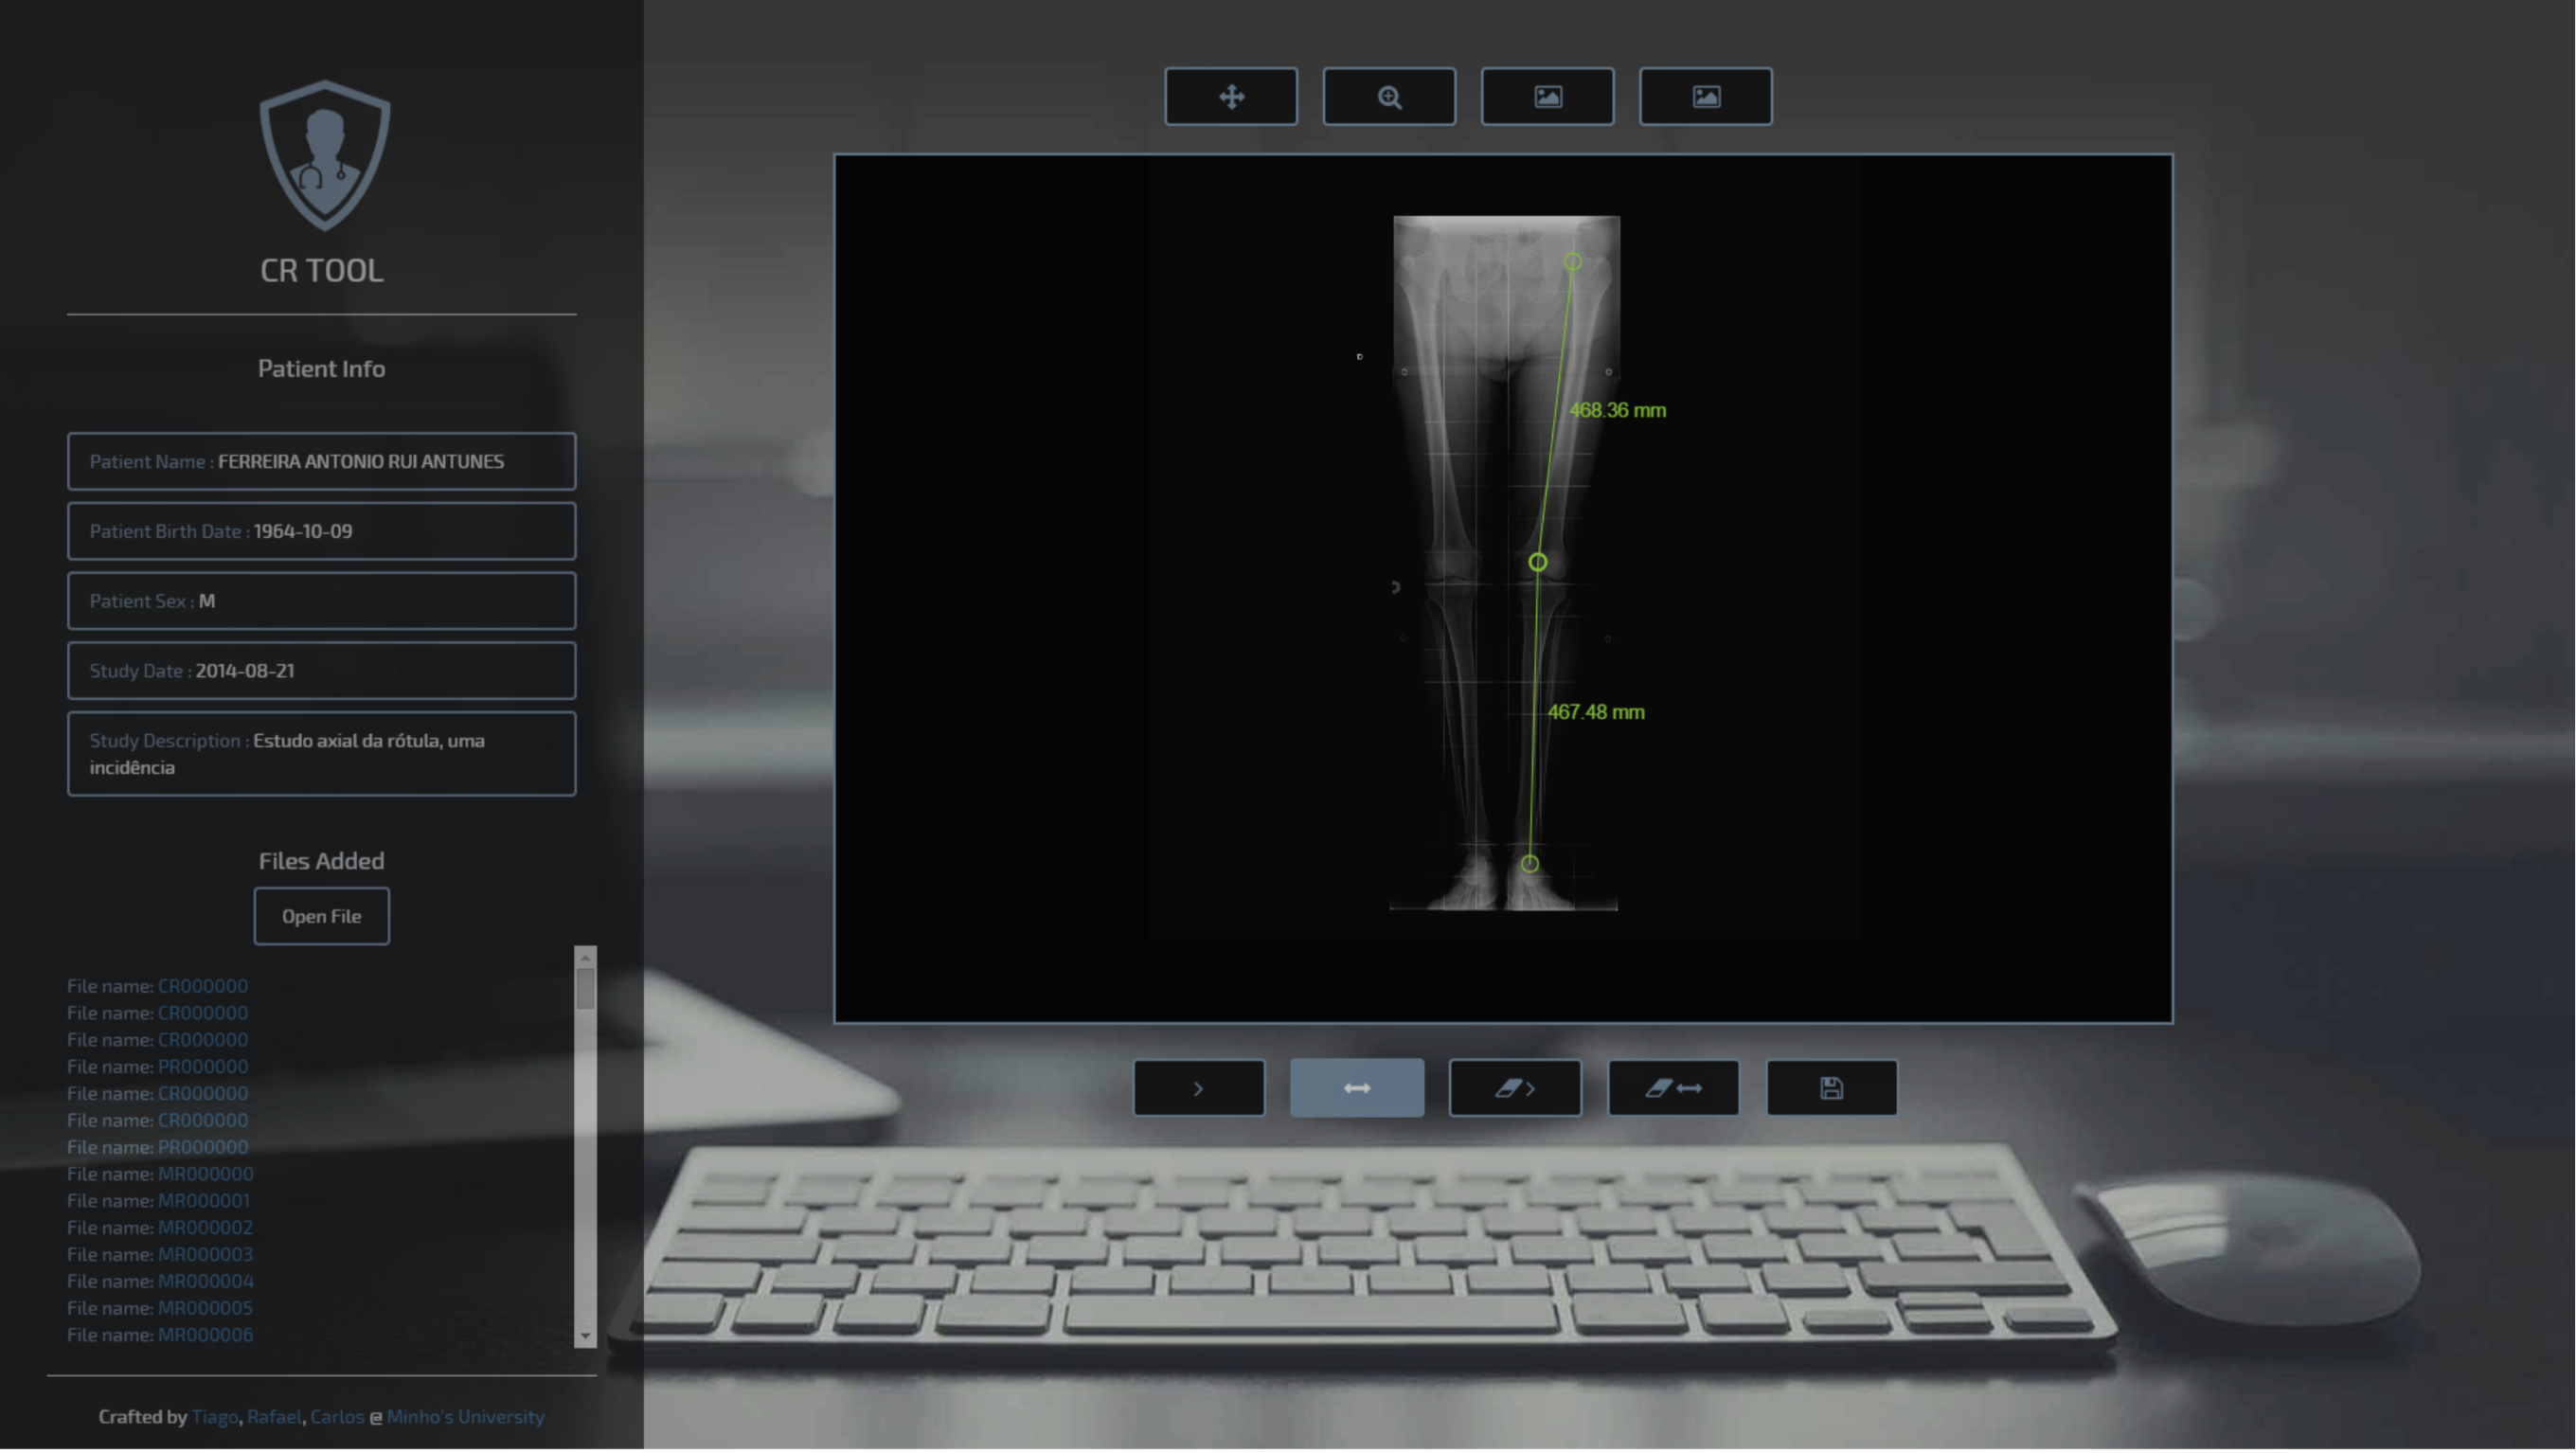 CR TOOL
Patient Info
Patient Name : FERREIRA ANTONIO RUI ANTUNES
Patient Birth Date : 1964-10-09
Patient Sex : M
Study Date : 2014-08-21
Study Description : Estudo axial da rótula, uma
incidência
Files Added
Open File
File name: CR000000
File name: CR000000
File name: CR000000
File name: PR000000
File name: CR000000
File name: CR000000
File name: PR000000
File name: MR000000
File name: MR000001
File name: MR000002
File name: MR000003
File name: MR000004
File name: MR000005
File name: MR000006
Crafted by Tiago, Rafael, Carlos @ Minho's University
D
468.36 mm
467.48 mm